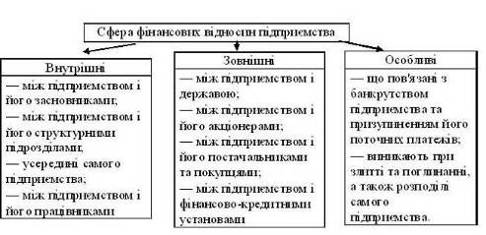 Сфера фінансових відносин підприємства
Внутрішні
— між підприємством і
його засновниками;
— між підприємством і
його структурними
підрозділами;
— усередині самого
підприємства;
— між підприємством і
його працівниками
Зовнішні
— між підприємством і
державою;
— між підприємством і
його акціонерами;
— між підприємством і
його постачальниками
та покупцями;
— між підприємством і
фінансово-кредитними
установами
Особливі
— що пов'язані з
банкрутством
підприємства та
призупиненням його
поточних платежів;
— виникають при
злитті та поглинанні,
а також розподілі
самого
підприємства.